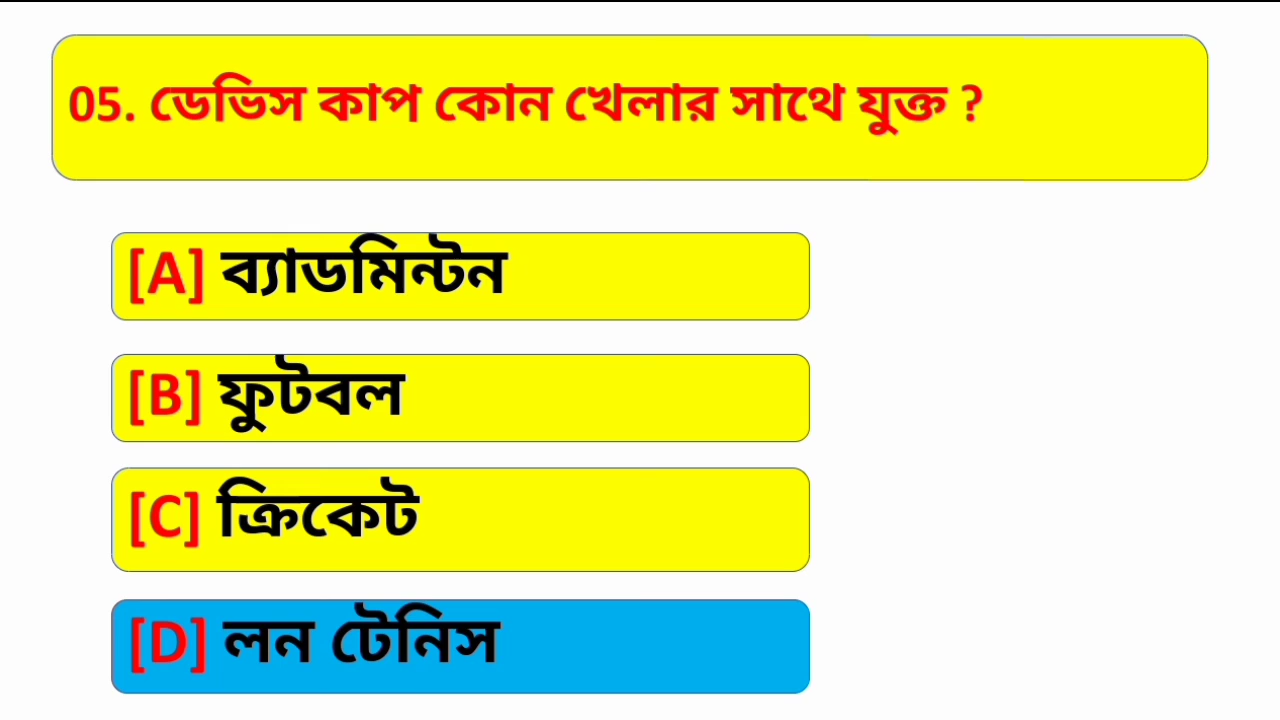 05. ডেভিস কাপ কোন খেলার সাথে যুক্ত ?
[A] ব্যাডমিন্টন
[B] ফুটবল
[C] ক্রিকেট
[D] লন টেনিস